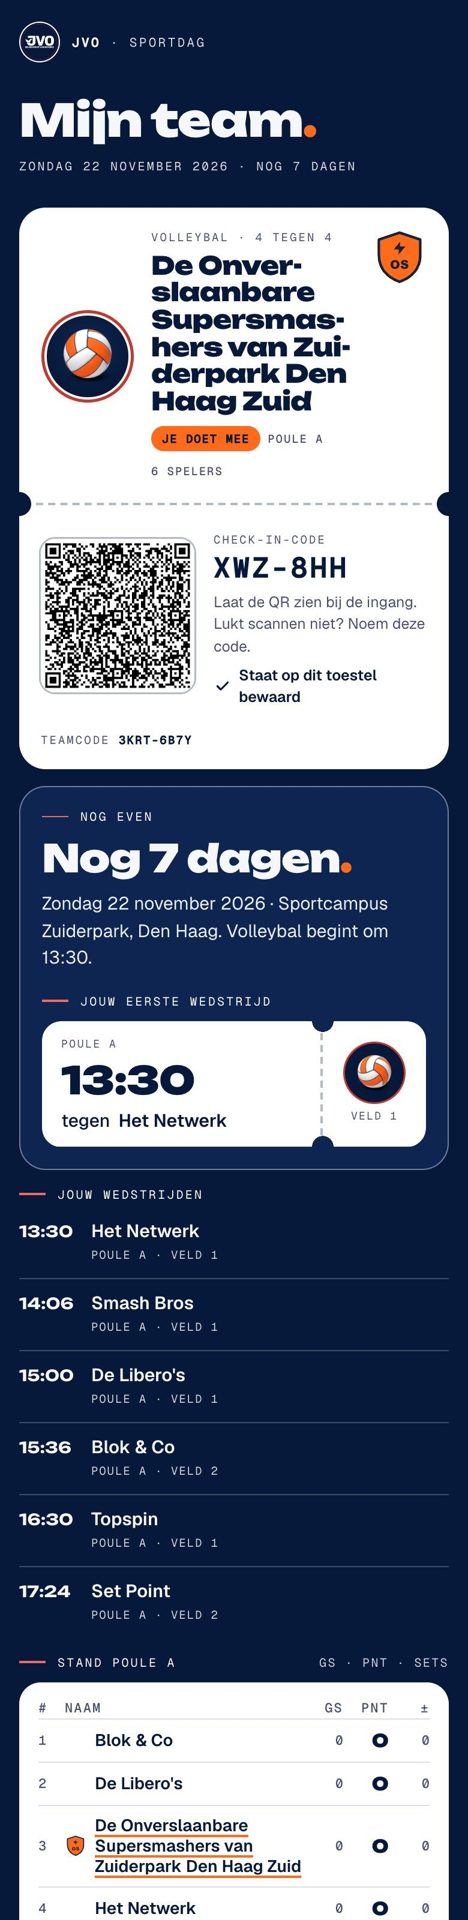 JVO
JVO · SPORTDAG
Mijn team.
ZONDAG 22 NOVEMBER 2026 · NOG 7 DAGEN
VOLLEYBAL · 4 TEGEN 4
OS
De Onver-
slaanbare
Supersmas-
hers van Zui-
derpark Den
Haag Zuid
JE DOET MEE POULE A
6 SPELERS
CHECK-IN-CODE
XWZ-8HH
Laat de QR zien bij de ingang.
Lukt scannen niet? Noem deze
code.
Staat op dit toestel
bewaard
TEAMCODE 3KRT-6B7Y
NOG EVEN
Nog 7 dagen.
Zondag 22 november 2026 · Sportcampus
Zuiderpark, Den Haag. Volleybal begint om
13:30.
JOUW EERSTE WEDSTRIJD
POULE A
13:30
tegen Het Netwerk
VELD 1
JOUW WEDSTRIJDEN
13:30 Het Netwerk
POULE A · VELD 1
14:06 Smash Bros
POULE A · VELD 1
15:00 De Libero's
POULE A · VELD 1
15:36 Blok & Co
POULE A · VELD 2
16:30 Topspin
POULE A · VELD 1
17:24 Set Point
POULE A · VELD 2
STAND POULE A GS · PNT · SETS
# NAAM GS PNT ±
1 Blok & Co 0 0 0
2 De Libero's 0 0 0
De Onverslaanbare
3 OS Supersmashers van 0 0 0
Zuiderpark Den Haag Zuid
4 Het Netwerk 0 0 0